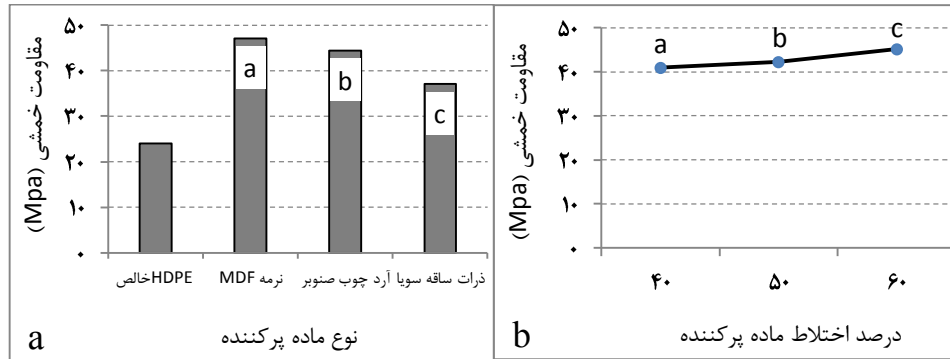 مقاومت خمشی (Mpa)
۵۰
۴۰
۳۰
۲۰
۱۰
۰
a
b
c
HDPEخالص
نرمه MDF
آرد چوب صنوبر
ذرات ساقه سویا
نوع ماده پرکننده
a
مقاومت خمشی (Mpa)
۵۰
۴۰
۳۰
۲۰
۱۰
۰
a
b
c
۴۰
۵۰
۶۰
درصد اختلاط ماده پرکننده
b